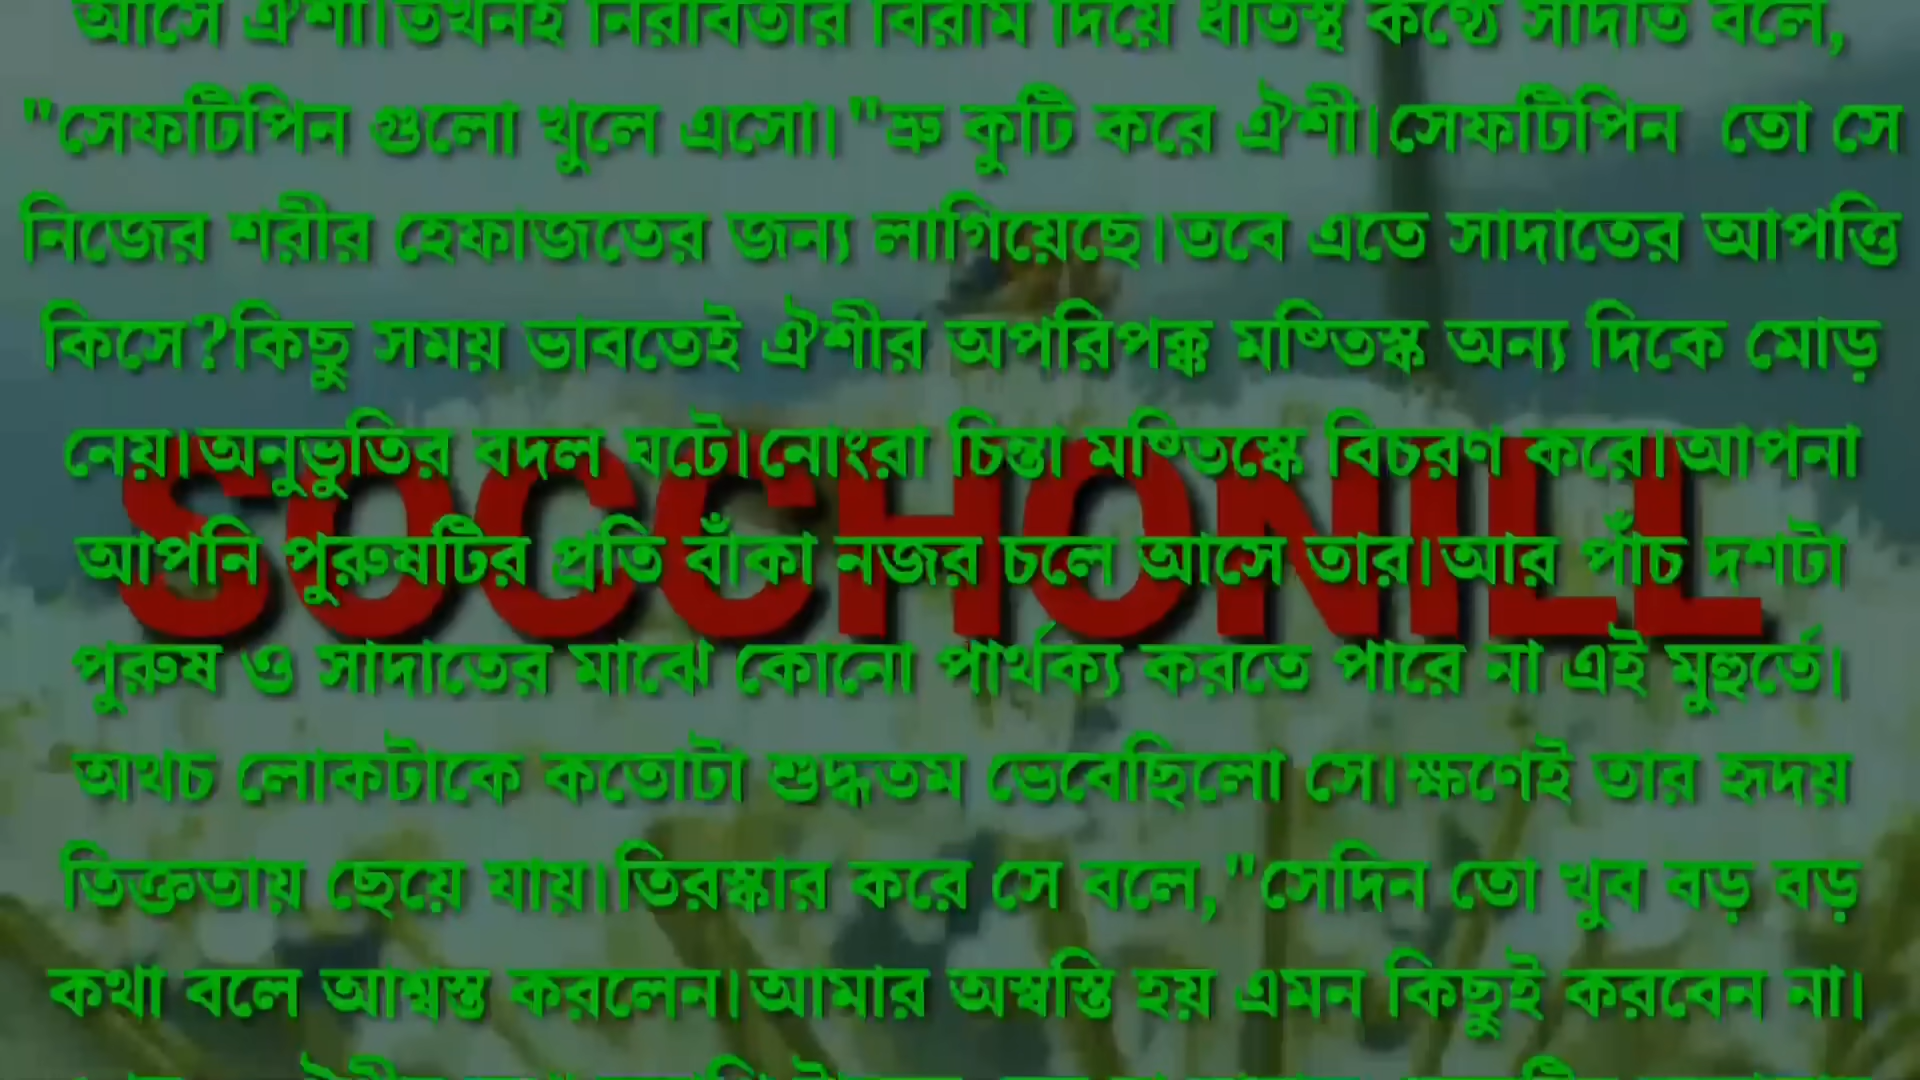 আসে ঐশী।তখনই নিরবতার বিরাম দিয়ে ধাতস্থ কণ্ঠে সাদাত বলে,
"সেফটিপিন গুলো খুলে এসো।"ভ্রু কুটি করে ঐশী।সেফটিপিন তো সে
নিজের শরীর হেফাজতের জন্য লাগিয়েছে।তবে এতে সাদাতের আপত্তি
কিসে?কিছু সময় ভাবতেই ঐশীর অপরিপক্ক মষ্তিস্ক অন্য দিকে মোড়
নেয়।অনুভুতির বদল ঘটে।নোংরা চিন্তা মষ্তিস্কে বিচরণ করে।আপনা
SOCCHONILL
আপনি পুরুষটির প্রতি বাঁকা নজর চলে আসে তার।আর পাঁচ দশটা
পুরুষ ও সাদাতের মাঝে কোনো পার্থক্য করতে পারে না এই মুহুর্তে।
অথচ লোকটাকে কতোটা শুদ্ধতম ভেবেছিলো সে।ক্ষণেই তার হৃদয়
তিক্ততায় ছেয়ে যায়।তিরস্কার করে সে বলে,"সেদিন তো খুব বড় বড়
কথা বলে আশ্বস্ত করলেন।আমার অস্বস্তি হয় এমন কিছুই করবেন না।